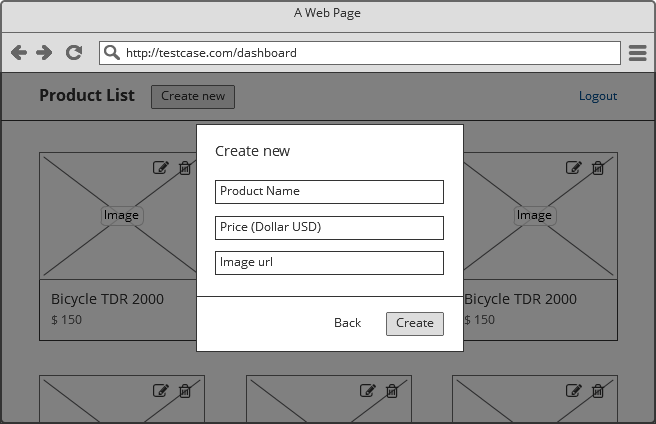 A Web Page
http://testcase.com/dashboard
Product List
Create new
Logout
Create new
Product Name
Price (Dollar USD)
Image url
Back
Create
Image
Image
Bicycle TDR 2000
$ 150
Bicycle TDR 2000
$ 150